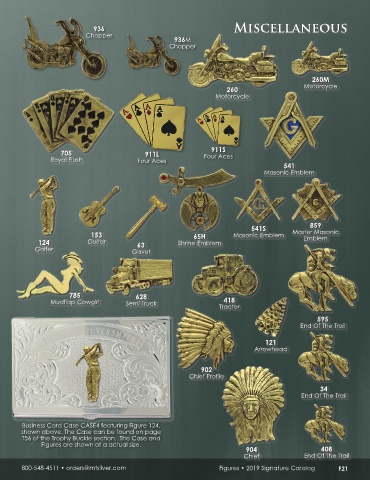 Miscellaneous
936
Chopper
936M
Chopper
260
Motorcycle
260M
Motorcycle
705
Royal Flush
911L
Four Aces
911S
Four Aces
541
Masonic Emblem
124
Golfer
153
Guitar
63
Gavel
65H
Shrine Emblem
541S
Masonic Emblem
859
Master Masonic
Emblem
785
Mudflap Cowgirl
628
Semi Truck
418
Tractor
595
End Of The Trail
121
Arrowhead
902
Chief Profile
34
End Of The Trail
904
Chief
408
End Of The Trail
Business Card Case CASE4 featuring Figure 124,
shown above. The Case can be found on page
T56 of the Trophy Buckle section. The Case and
Figures are shown at a actual size.
800-548-4511 • orders@mtsilver.com
Figures • 2019 Signature Catalog F21